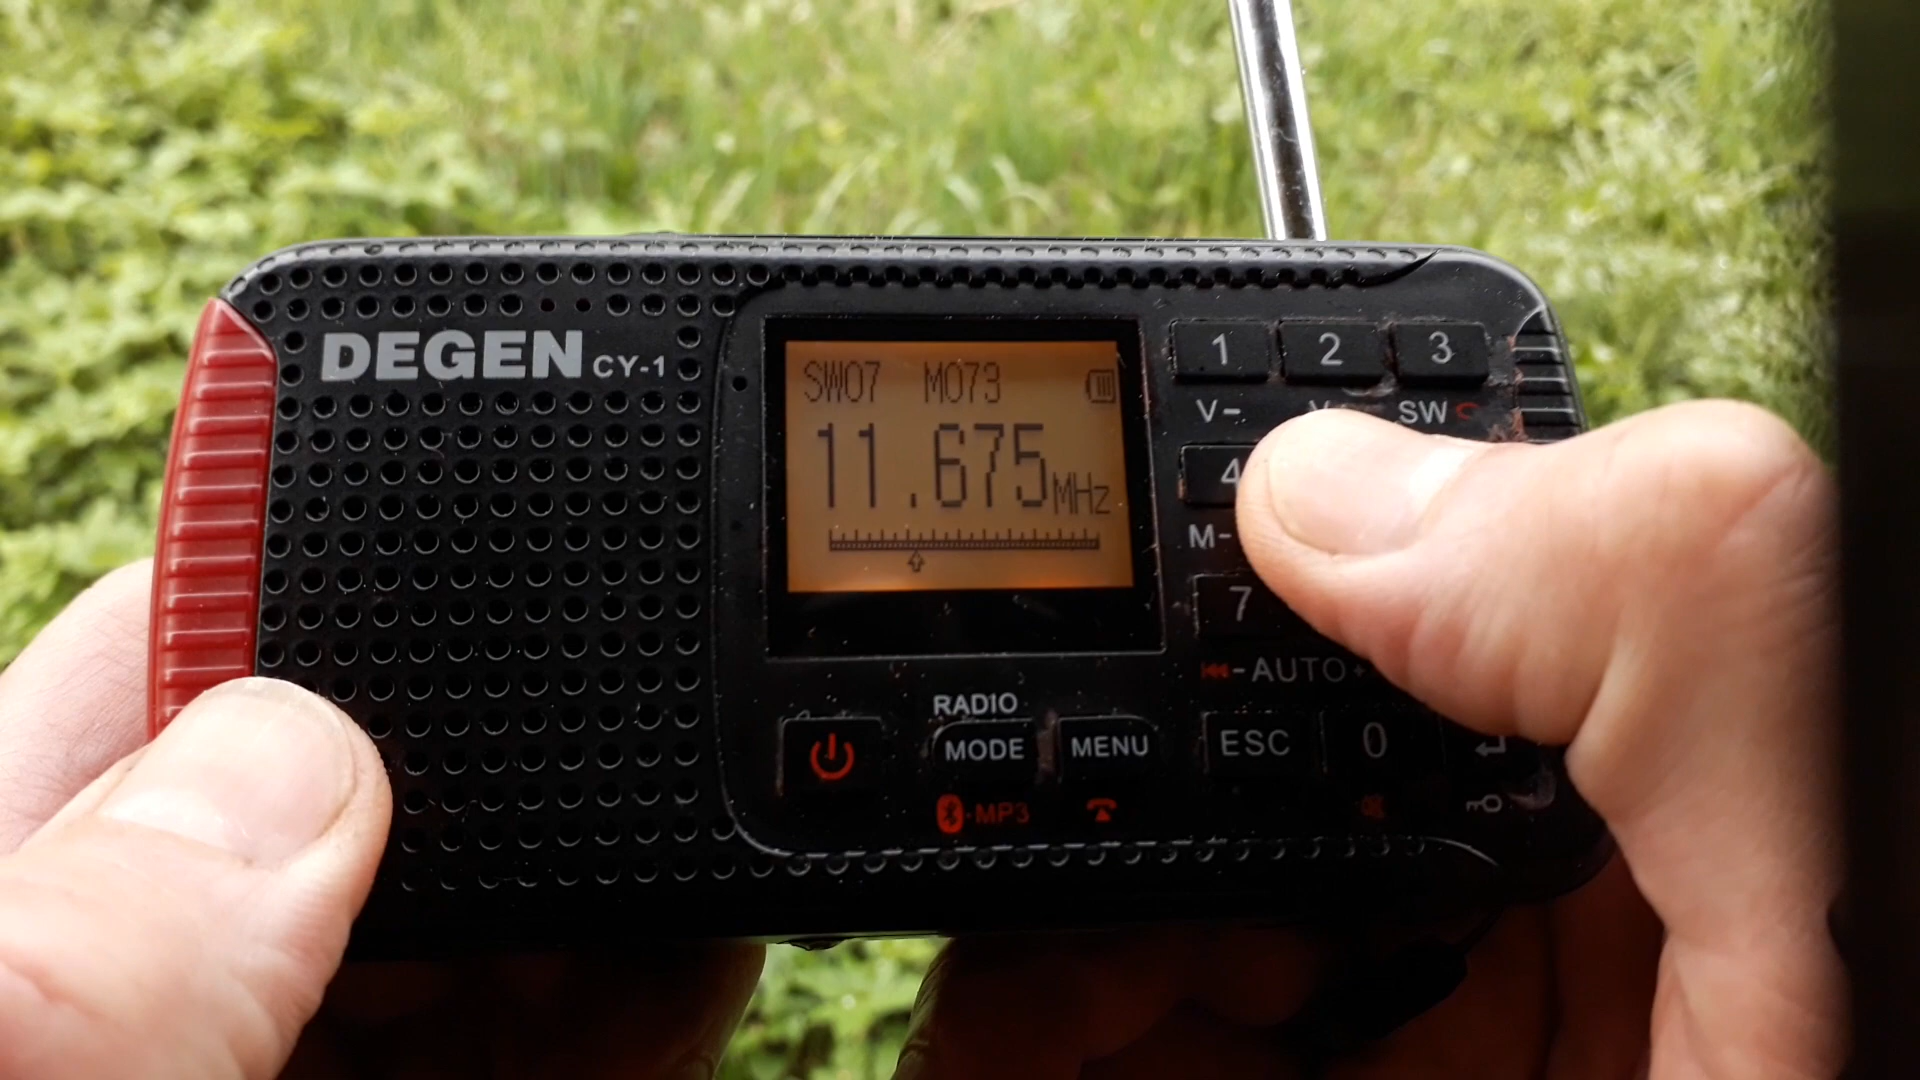 DEGEN CY-1
SW07 M073
11.675MHz
1 2 3
V- SW
4
M-
7
-AUTO+
RADIO
MODE MENU ESC 0
MP3